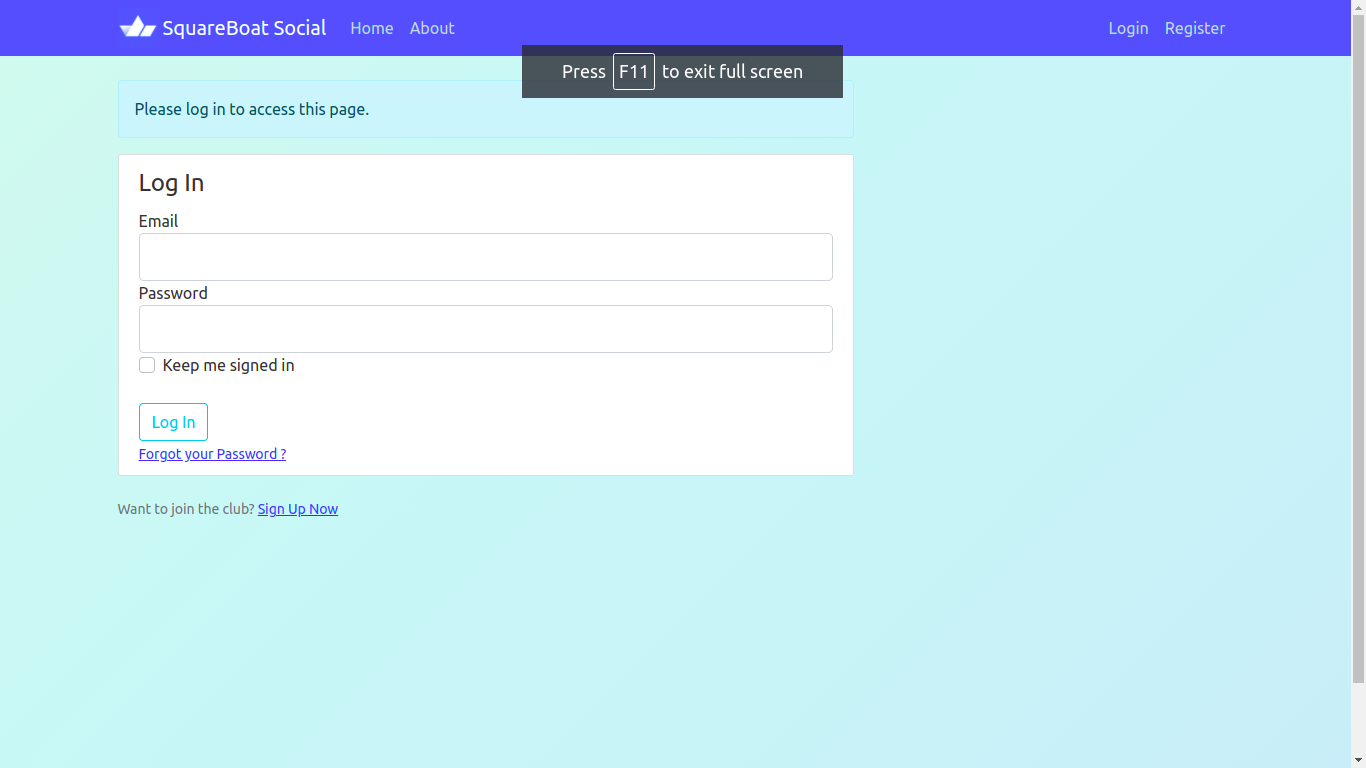 SquareBoat Social Home About Login Register
Press F11 to exit full screen
Please log in to access this page.
Log In
Email
Password
Keep me signed in
Log In
Forgot your Password ?
Want to join the club? Sign Up Now